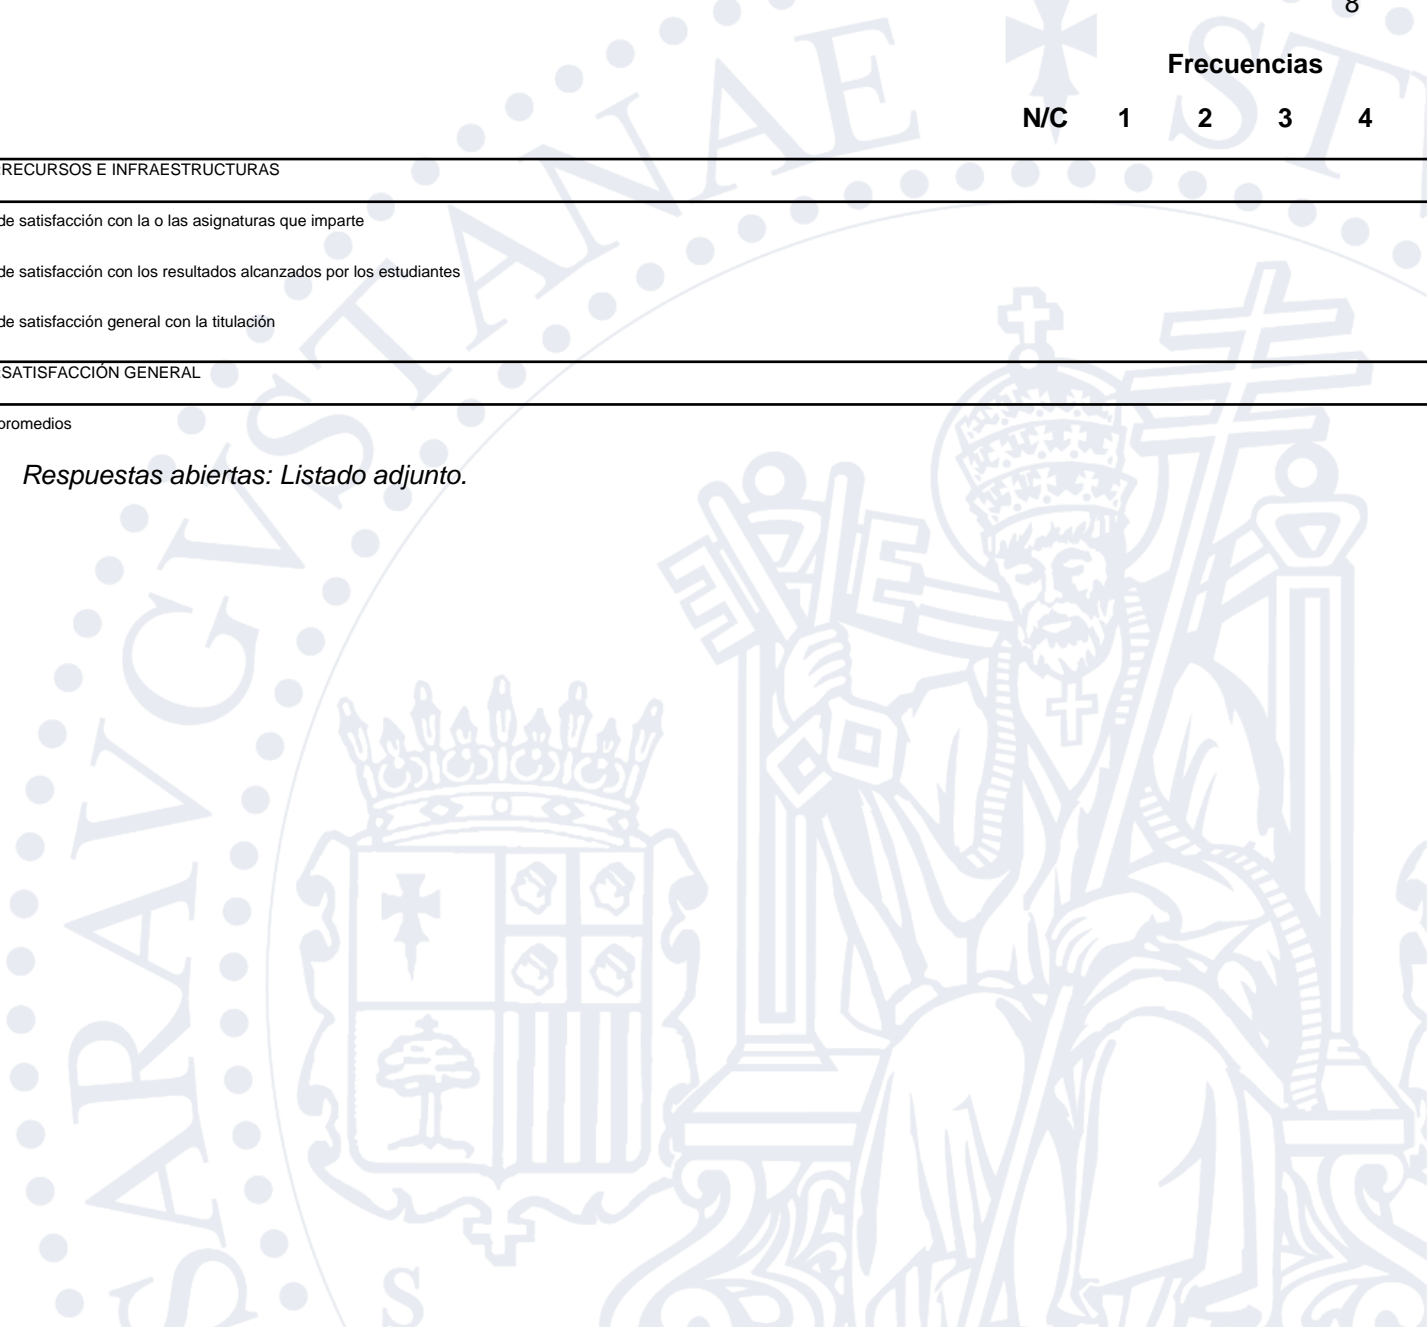 8
Frecuencias
N/C 1 2 3 4
RECURSOS E INFRAESTRUCTURAS
de satisfacción con la o las asignaturas que imparte
de satisfacción con los resultados alcanzados por los estudiantes
de satisfacción general con la titulación
SATISFACCIÓN GENERAL
promedios
Respuestas abiertas: Listado adjunto.
SARAVGVSTANAE ST
S